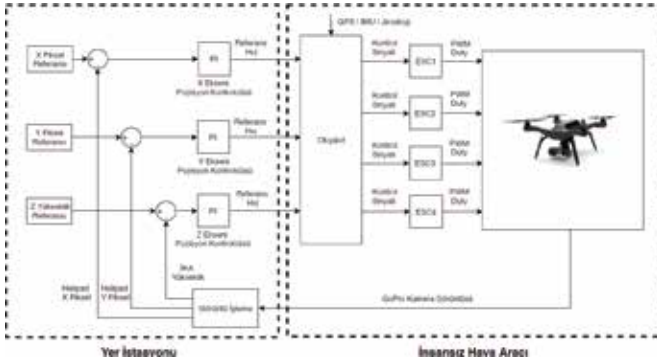 GPS / IMU / Jiroskop
X Piksel
Referansı
PI
Referans
Hız
X Ekseni
Pozisyon Kontrolcüsü
Y Piksel
Referansı
PI
Referans
Hız
Y Ekseni
Pozisyon Kontrolcüsü
Z Yükseklik
Referansı
PI
Referans
Hız
Z Ekseni
Pozisyon Kontrolcüsü
Otopilot
Kontrol
Sinyali
ESC1
PWM
Duty
Kontrol
Sinyali
ESC2
PWM
Duty
Kontrol
Sinyali
ESC3
PWM
Duty
Kontrol
Sinyali
ESC4
PWM
Duty
Helipad
X Piksel
Helipad
Y Piksel
İHA
Yükseklik
Görüntü İşleme
GoPro Kamera Görüntüsü
Yer İstasyonu
İnsansız Hava Aracı